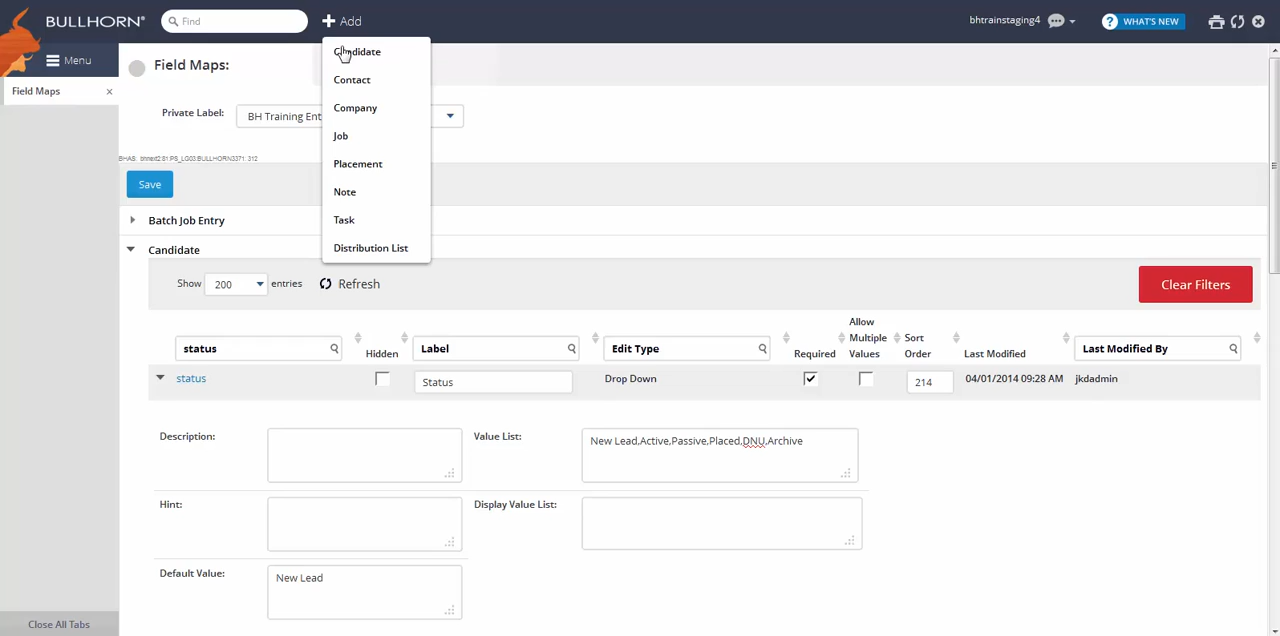 BULLHORN® Find Add bhtrainstaging4 ? WHAT'S NEW
Menu
Field Maps
Field Maps:
Private Label: BH Training Ent
Candidate
Contact
Company
Job
Placement
Note
Task
Distribution List
Save
Batch Job Entry
Candidate
Show 200 entries Refresh Clear Filters
status Hidden Label Edit Type Required Allow Multiple Values Sort Order Last Modified Last Modified By
status Status Drop Down 214 04/01/2014 09:28 AM jkdadmin
Description: Value List: New Lead,Active,Passive,Placed,DNU,Archive
Hint: Display Value List:
Default Value: New Lead
Close All Tabs